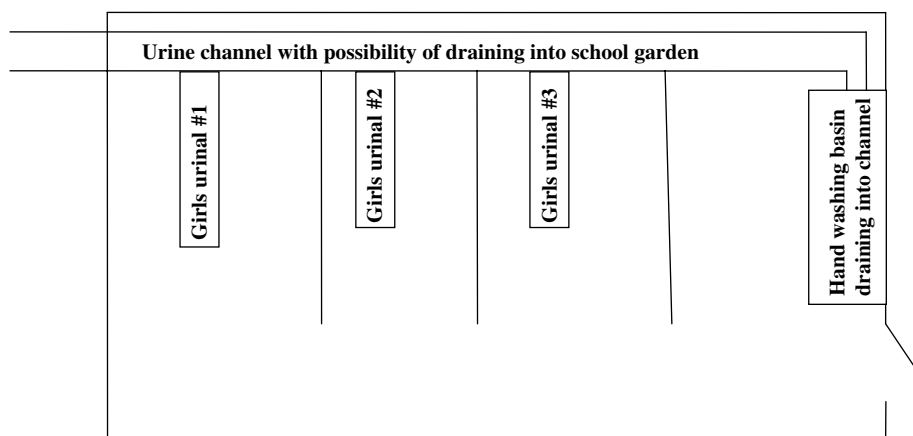 Urine channel with possibility of draining into school garden
Girls urinal #1
Girls urinal #2
Girls urinal #3
Hand washing basin
draining into channel